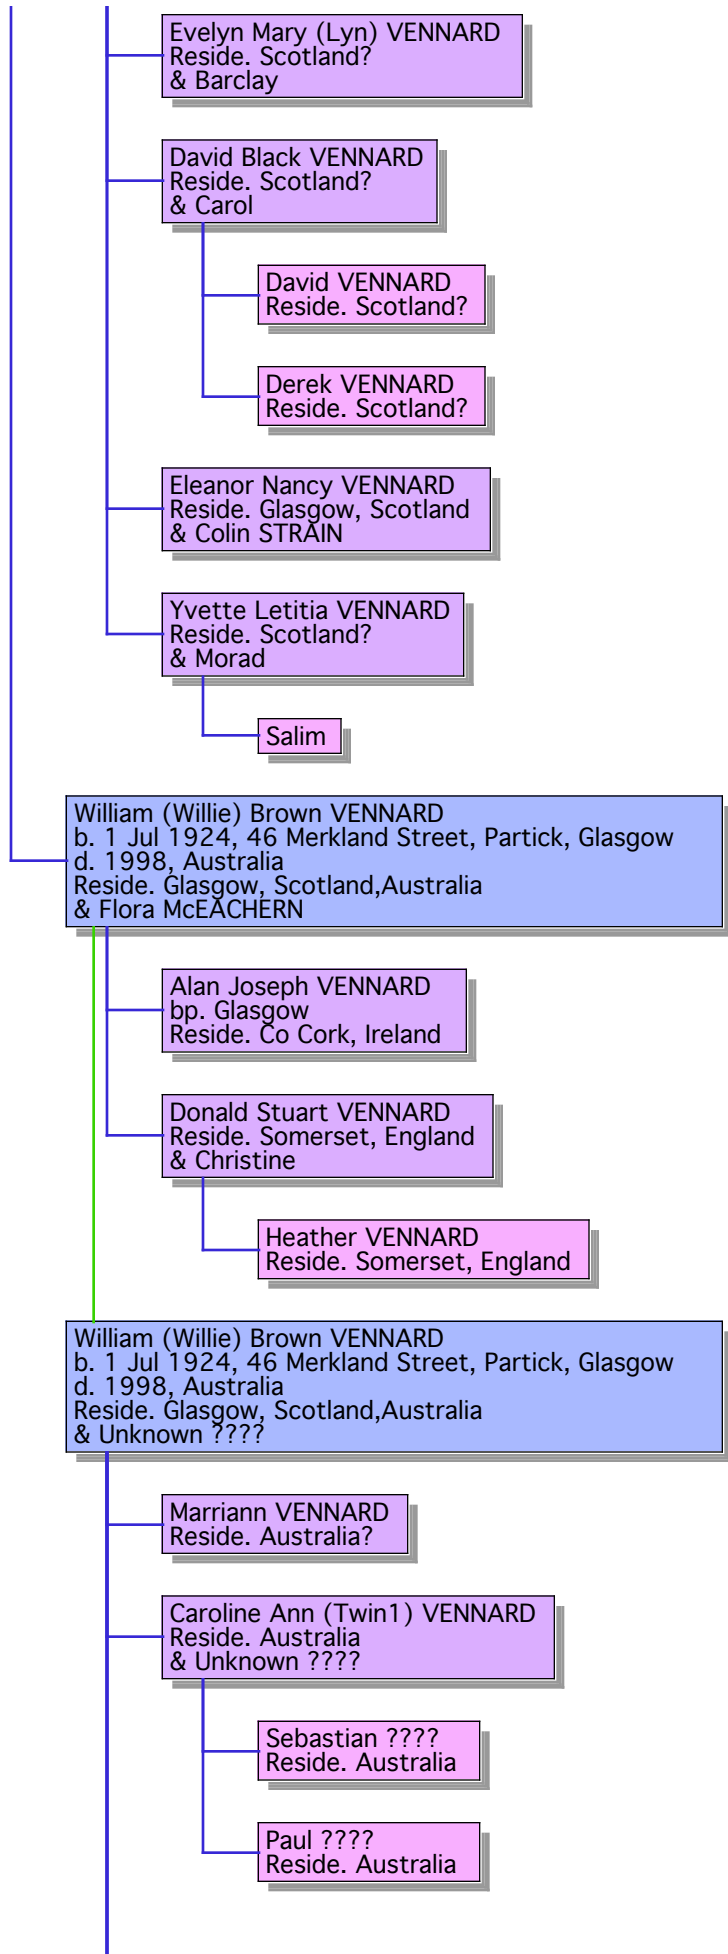 Evelyn Mary (Lyn) VENNARD
Reside. Scotland?
& Barclay
David Black VENNARD
Reside. Scotland?
& Carol
David VENNARD
Reside. Scotland?
Derek VENNARD
Reside. Scotland?
Eleanor Nancy VENNARD
Reside. Glasgow, Scotland
& Colin STRAIN
Yvette Letitia VENNARD
Reside. Scotland?
& Morad
Salim
William (Willie) Brown VENNARD
b. 1 Jul 1924, 46 Merkland Street, Partick, Glasgow
d. 1998, Australia
Reside. Glasgow, Scotland,Australia
& Flora McEACHERN
Alan Joseph VENNARD
bp. Glasgow
Reside. Co Cork, Ireland
Donald Stuart VENNARD
Reside. Somerset, England
& Christine
Heather VENNARD
Reside. Somerset, England
William (Willie) Brown VENNARD
b. 1 Jul 1924, 46 Merkland Street, Partick, Glasgow
d. 1998, Australia
Reside. Glasgow, Scotland,Australia
& Unknown ????
Marriann VENNARD
Reside. Australia?
Caroline Ann (Twin1) VENNARD
Reside. Australia
& Unknown ????
Sebastian ????
Reside. Australia
Paul ????
Reside. Australia